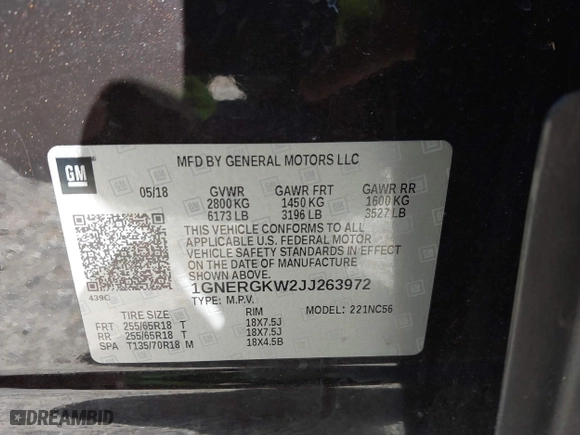 GM
MFD BY GENERAL MOTORS LLC
05/18 GVWR GAWR FRT GAWR RR
2800 KG 1450 KG 1600 KG
6173 LB 3196 LB 3527 LB
THIS VEHICLE CONFORMS TO ALL
APPLICABLE U.S. FEDERAL MOTOR
VEHICLE SAFETY STANDARDS IN
EFFECT ON THE DATE OF
MANUFACTURE SHOWN ABOVE.
1GNERGKW2JJ263972
439C
TYPE: M.P.V.
TIRE SIZE RIM MODEL: 221NC56
FRT 255/65R18 T 18X7.5J
RR 255/65R18 T 18X7.5J
SPA T135/70R18 M 18X4.5B
DREAMBID